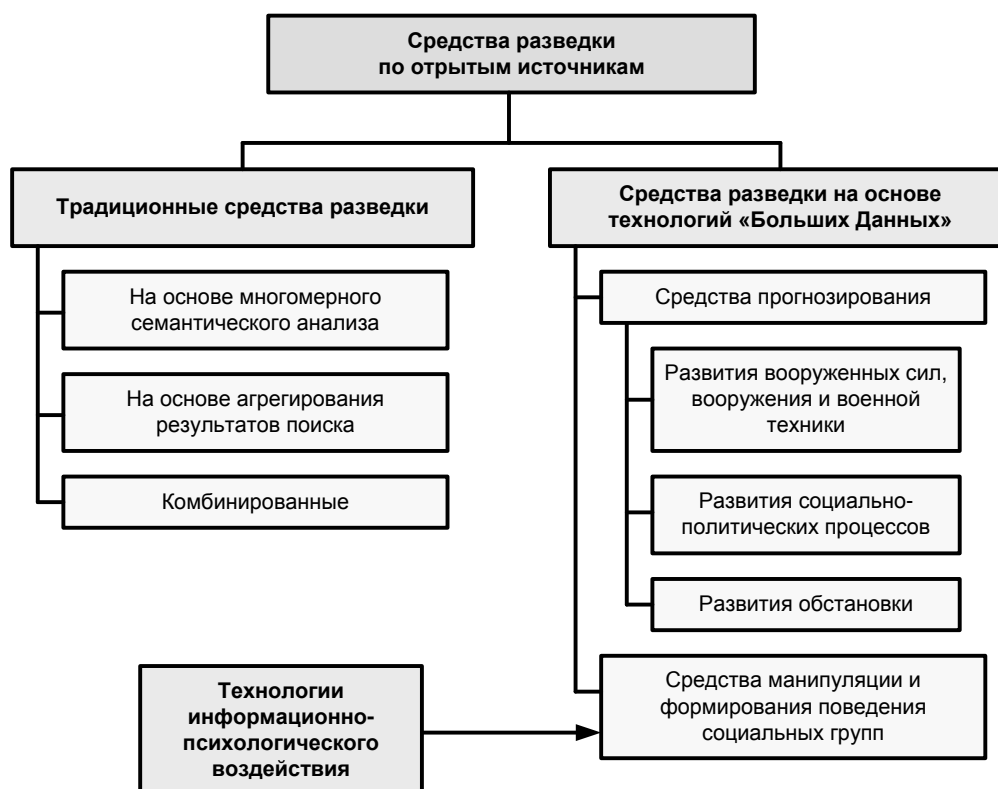 Средства разведки
по отрытым источникам
Традиционные средства разведки
На основе многомерного
семантического анализа
На основе агрегирования
результатов поиска
Комбинированные
Средства разведки на основе
технологий «Больших Данных»
Средства прогнозирования
Развития вооруженных сил,
вооружения и военной
техники
Развития социально-
политических процессов
Развития обстановки
Средства манипуляции и
формирования поведения
социальных групп
Технологии
информационно-
психологического
воздействия